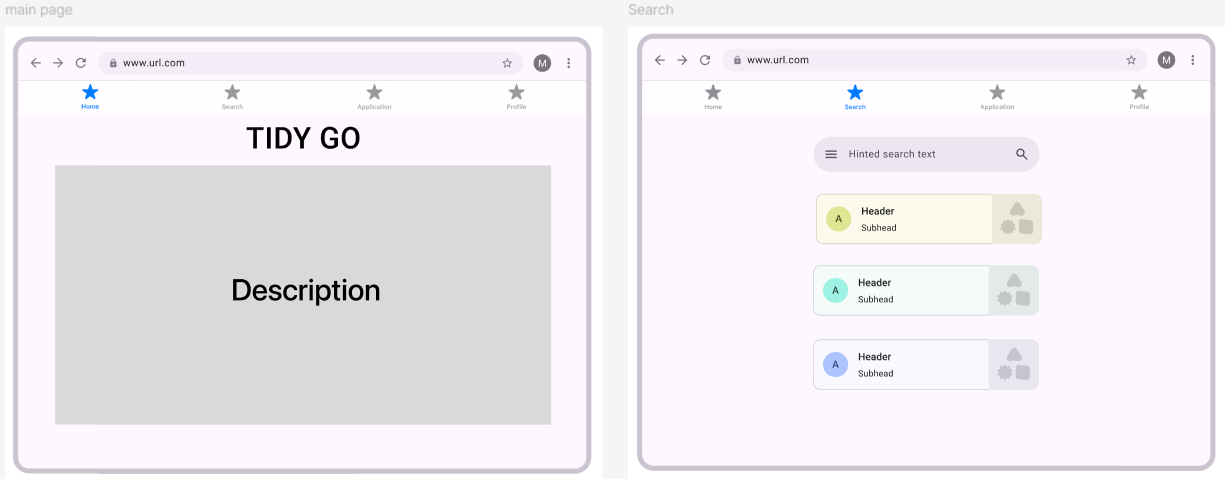 main page
www.url.com
M
Home
Search
Application
Profile
TIDY GO
Description
Search
www.url.com
M
Home
Search
Application
Profile
Hinted search text
A
Header
Subhead
A
Header
Subhead
A
Header
Subhead